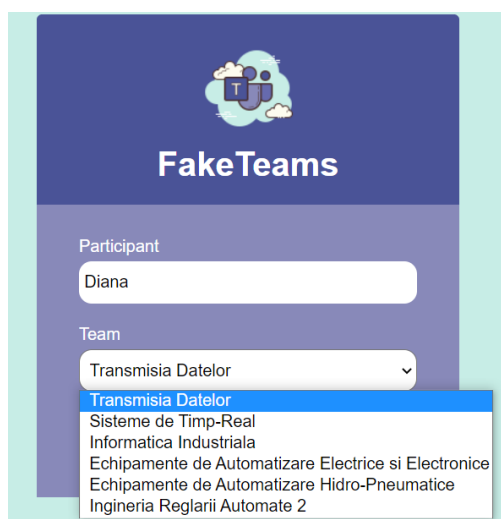 T
FakeTeams
Participant
Diana
Team
Transmisia Datelor
Transmisia Datelor
Sisteme de Timp-Real
Informatica Industriala
Echipamente de Automatizare Electrice si Electronice
Echipamente de Automatizare Hidro-Pneumatice
Ingineria Reglarii Automate 2